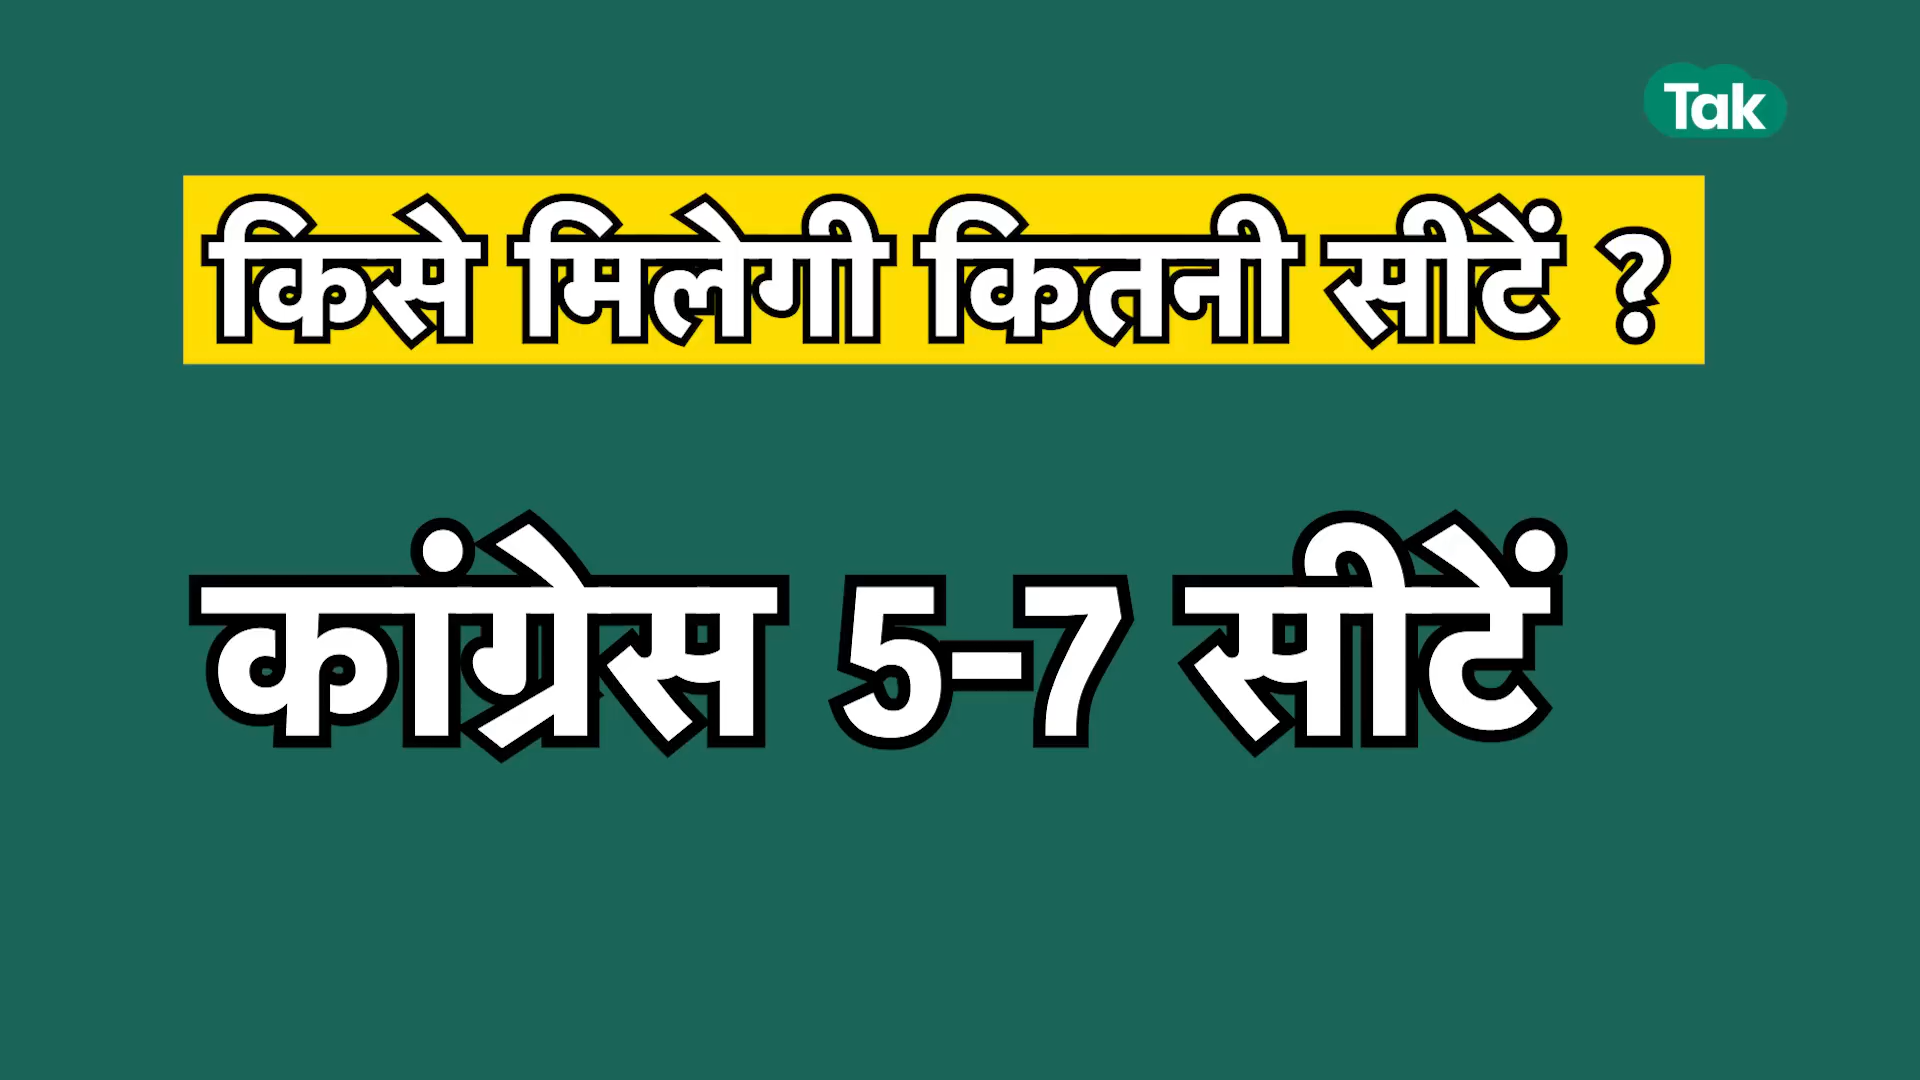 Tak
किसे मिलेगी कितनी सीटें ?
कांग्रेस 5-7 सीटें